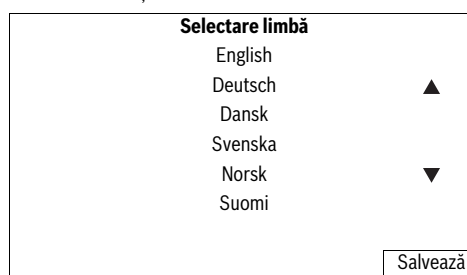 Selectare limbă
English
Deutsch
Dansk
Svenska
Norsk
Suomi
Salvează